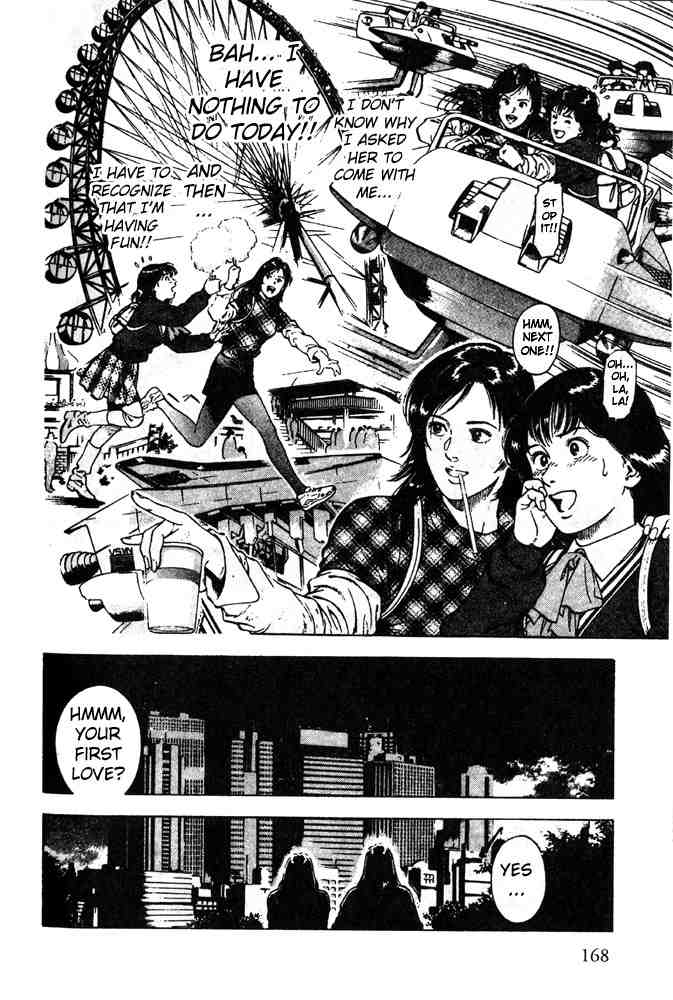 BAH... I
HAVE
NOTHING TO
DO TODAY!!
I DON'T
KNOW WHY
I ASKED
HER TO
COME WITH
ME...
I HAVE TO
RECOGNIZE
THAT I'M
HAVING
FUN!!
AND
THEN
...
ST
OP
IT!!
HMM,
NEXT
ONE!!
OH...
OH,
LA,
LA!
HMMM,
YOUR
FIRST
LOVE?
YES
...
168